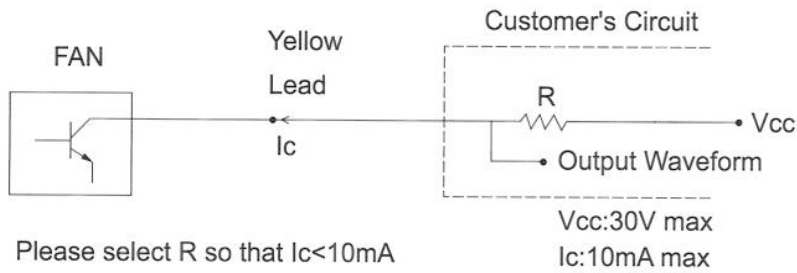 Customer's Circuit
FAN
Yellow
Lead
R
Vcc
Ic
Output Waveform
Vcc:30V max
Please select R so that Ic<10mA
Ic:10mA max